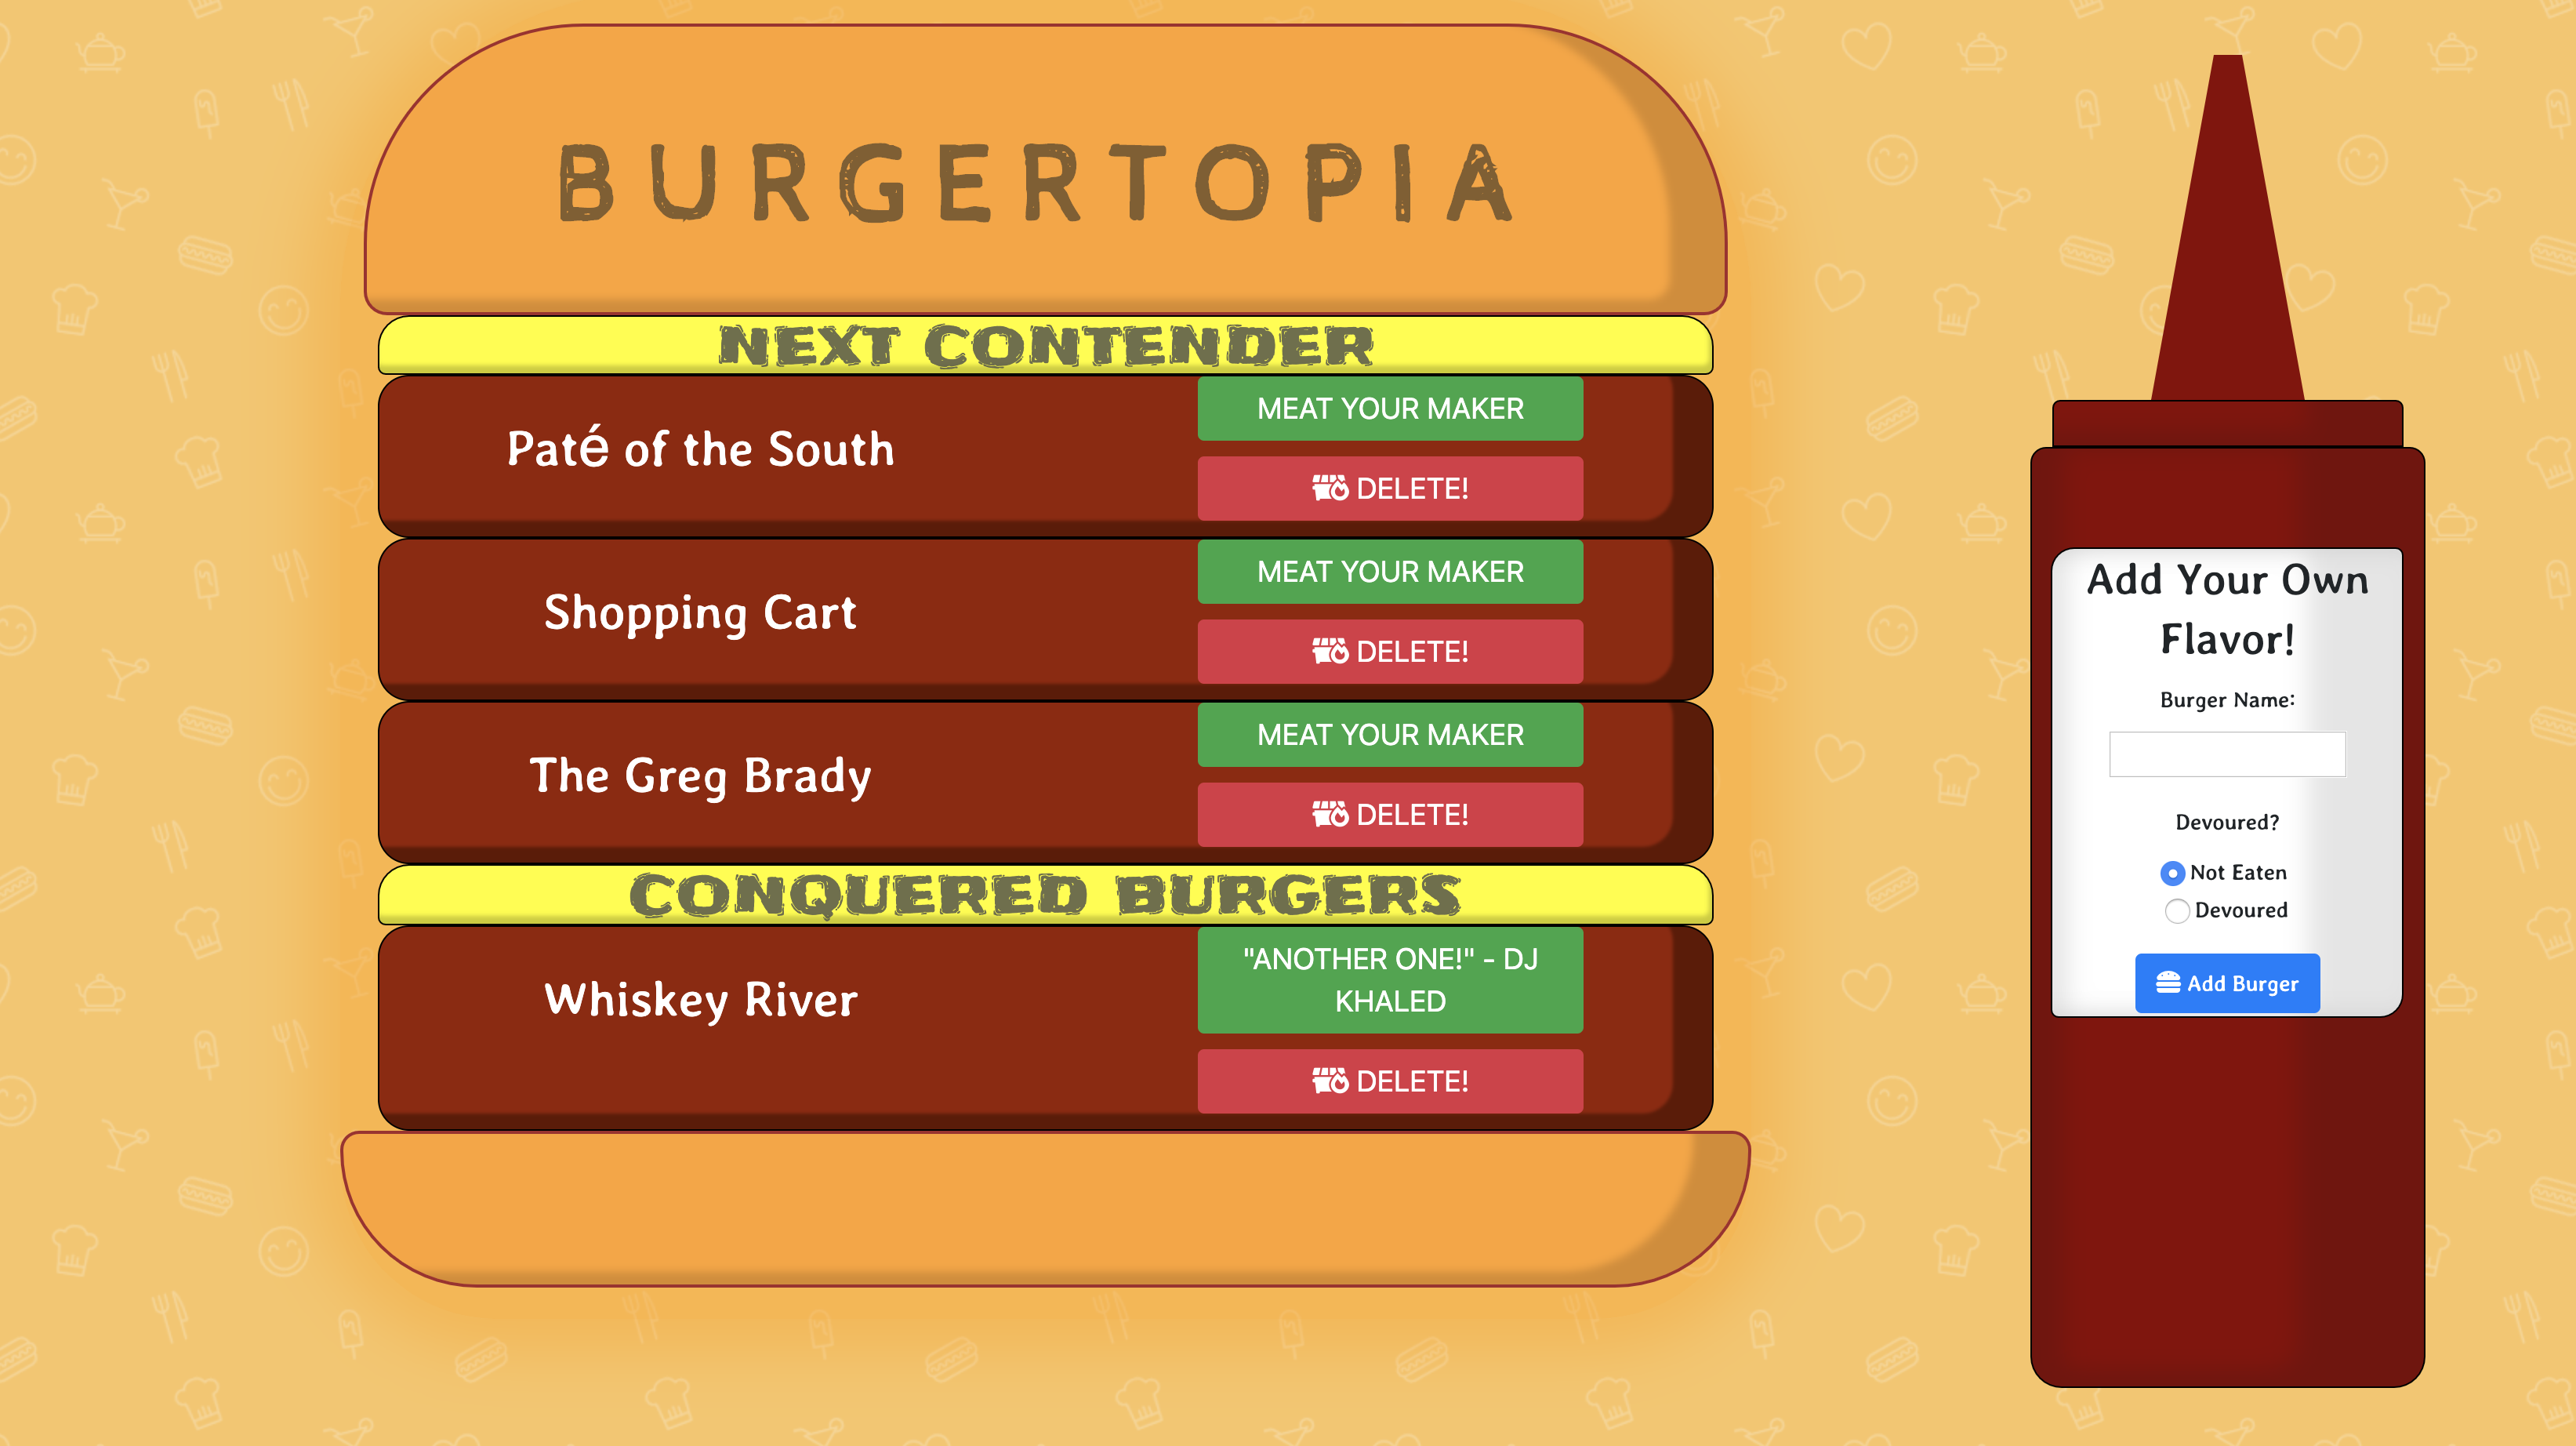 BURGERTOPIA
NEXT CONTENDER
Paté of the South
MEAT YOUR MAKER
DELETE!
Shopping Cart
MEAT YOUR MAKER
DELETE!
The Greg Brady
MEAT YOUR MAKER
DELETE!
CONQUERED BURGERS
Whiskey River
"ANOTHER ONE!" - DJ
KHALED
DELETE!
Add Your Own
Flavor!
Burger Name:
Devoured?
Not Eaten
Devoured
Add Burger